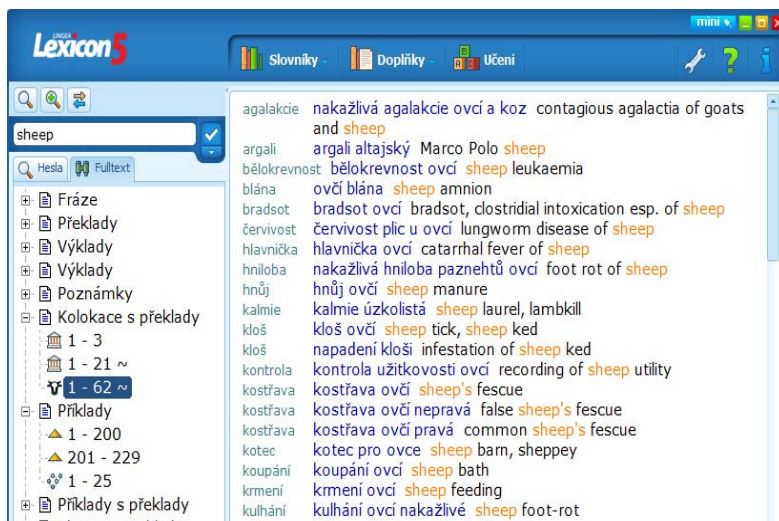 mini
LINGEA
Lexicon 5
Slovníky
Doplňky
Učení
sheep
Hesla
Fulltext
Fráze
Překlady
Výklady
Výklady
Poznámky
Kolokace s překlady
1 - 3
1 - 21 ~
1 - 62 ~
Příklady
1 - 200
201 - 229
1 - 25
Příklady s překlady
agalakcie nakažlivá agalakcie ovcí a koz contagious agalactia of goats
and sheep
argali argali altajský Marco Polo sheep
bělokrevnost bělokrevnost ovcí sheep leukaemia
blána ovčí blána sheep amnion
bradsot bradsot ovcí bradsot, clostridial intoxication esp. of sheep
červivost červivost plic u ovcí lungworm disease of sheep
hlavnička hlavnička ovcí catarrhal fever of sheep
hniloba nakažlivá hniloba paznehtů ovcí foot rot of sheep
hnůj hnůj ovčí sheep manure
kalmie kalmie úzkolistá sheep laurel, lambkill
kloš kloš ovčí sheep tick, sheep ked
kloš napadení kloši infestation of sheep ked
kontrola kontrola užitkovosti ovcí recording of sheep utility
kostřava kostřava ovčí sheep's fescue
kostřava kostřava ovčí nepravá false sheep's fescue
kostřava kostřava ovčí pravá common sheep's fescue
kotec kotec pro ovce sheep barn, sheppey
koupání koupání ovcí sheep bath
krmení krmení ovcí sheep feeding
kulhání kulhání ovcí nakažlivé sheep foot-rot